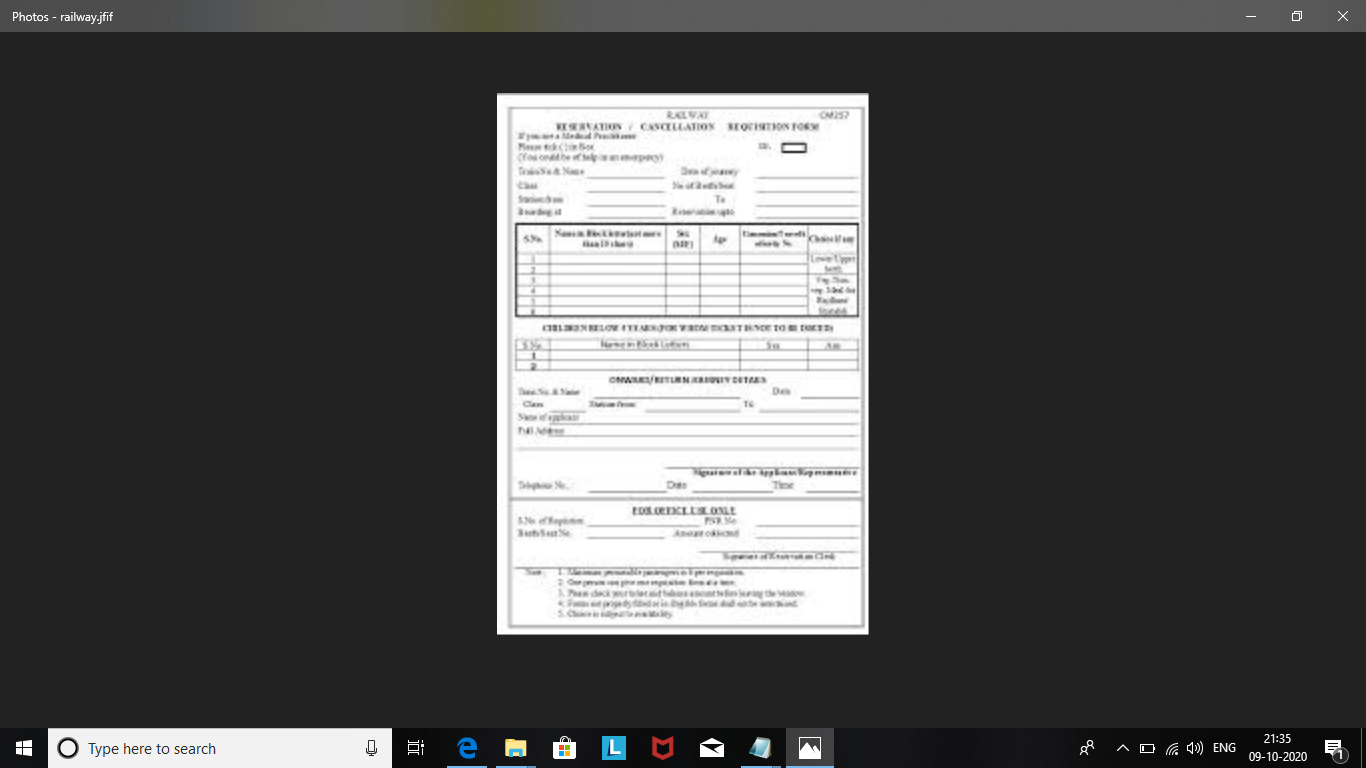 Photos - railway.jfif
RAILWAY CM257
RESERVATION / CANCELLATION REQUISITION FORM
If you are a Medical Practitioner
Please tick ( ) in Box Dr.
(You could be of help in an emergency)
Train No & Name Date of journey
Class No of Berth/Seat
Station from To
Boarding at Reservation upto
S.No. Name in Block letter(not more than 15 chars) Sex (M/F) Age Choice if any
1 Lower/Upper
2 berth
3 Veg./Non-
4 veg. Meal for
5
6
CHILDREN BELOW 5 YEARS (FOR WHOM TICKET IS NOT TO BE ISSUED)
S.No. Name in Block Letters Sex
1
2
ONWARD/RETURN JOURNEY DETAILS
Train No. & Name Date
Class Station from To
Name of applicant
Full Address
Signature of the Applicant/Representative
Telephone No., Date Time
FOR OFFICE USE ONLY
S.No. of PNR No
Berth/Seat No. Amount collected
Signature of Reservation Clerk
Note: 1. Maximum permissible passengers is 6 per requisition.
2. One person can give one requisition form at a time.
3. Please check your ticket and balance amount before leaving the window.
4. Forms not properly filled or in illegible forms shall not be entertained.
5. Choice is subject to availability.
Type here to search
ENG
21:35
09-10-2020
1